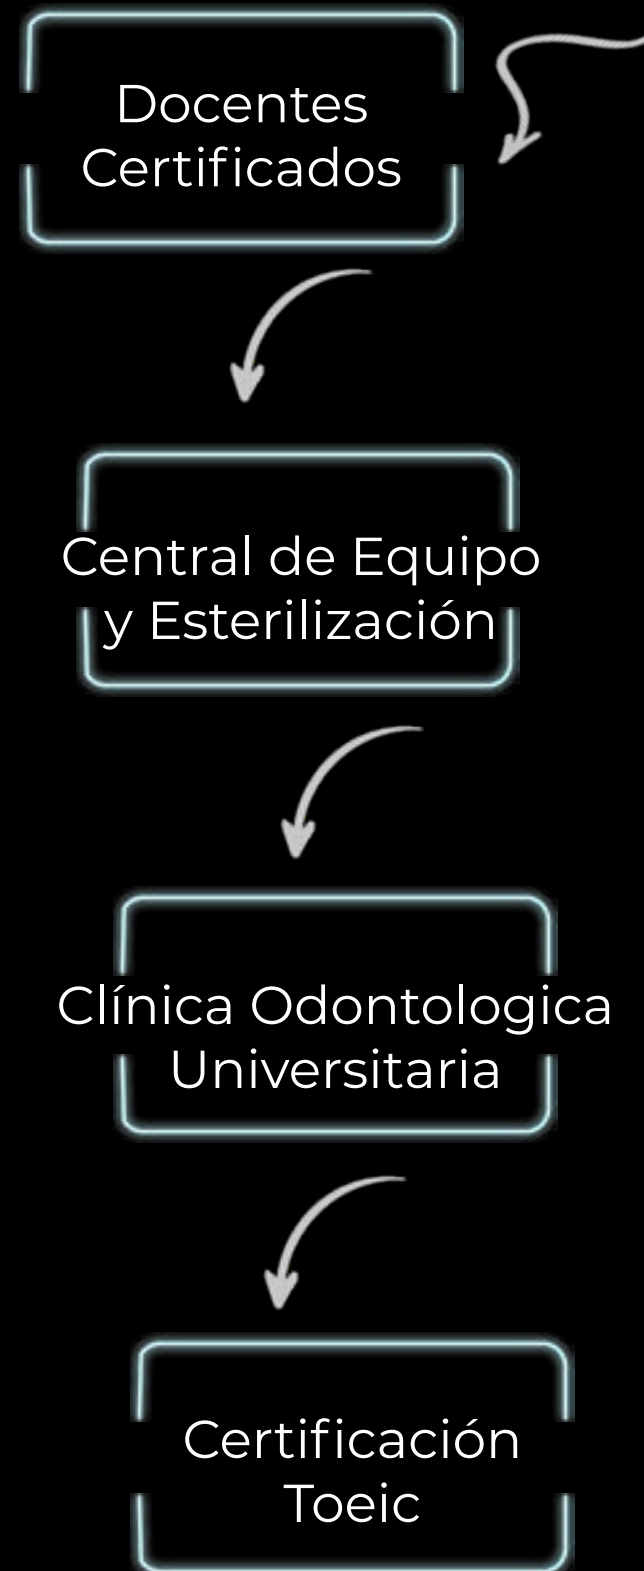 Docentes
Certificados
Central de Equipo
y Esterilización
Clínica Odontologica
Universitaria
Certificación
Toeic